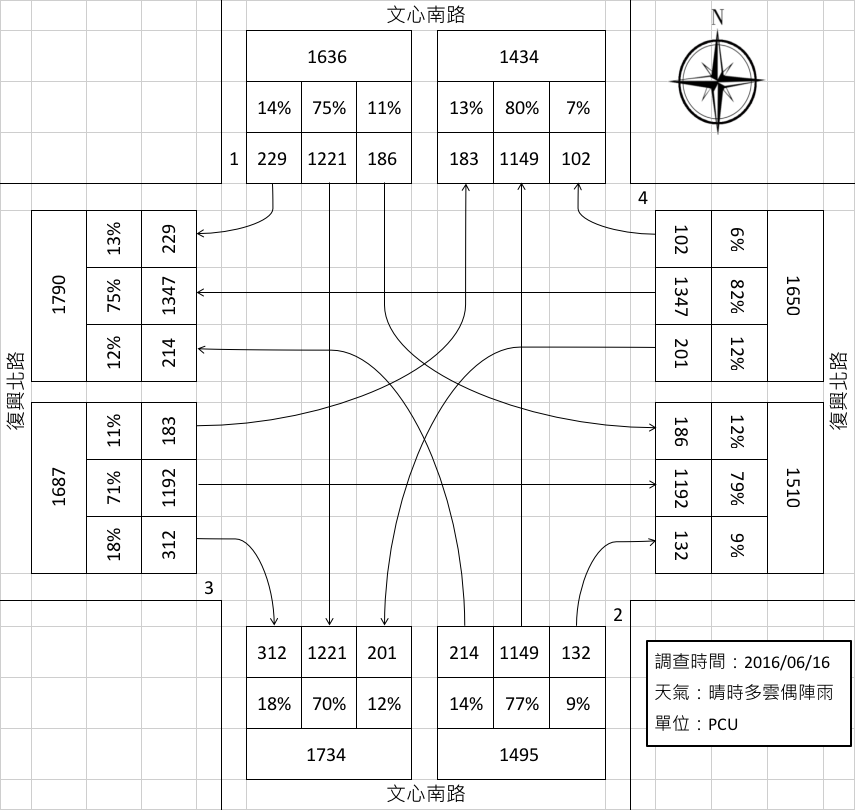 文心南路
N
1636
1434
14% 75% 11%
13% 80% 7%
1
229 1221 186
183 1149 102
4
1790
13% 229
75% 1347
12% 214
102 6%
1347 82%
201 12%
1650
復興北路
復興北路
1687
11% 183
71% 1192
18% 312
186 12%
1192 79%
132 9%
1510
3
2
312 1221 201
214 1149 132
18% 70% 12%
14% 77% 9%
1734
1495
文心南路
調查時間：2016/06/16
天氣：晴時多雲偶陣雨
單位：PCU